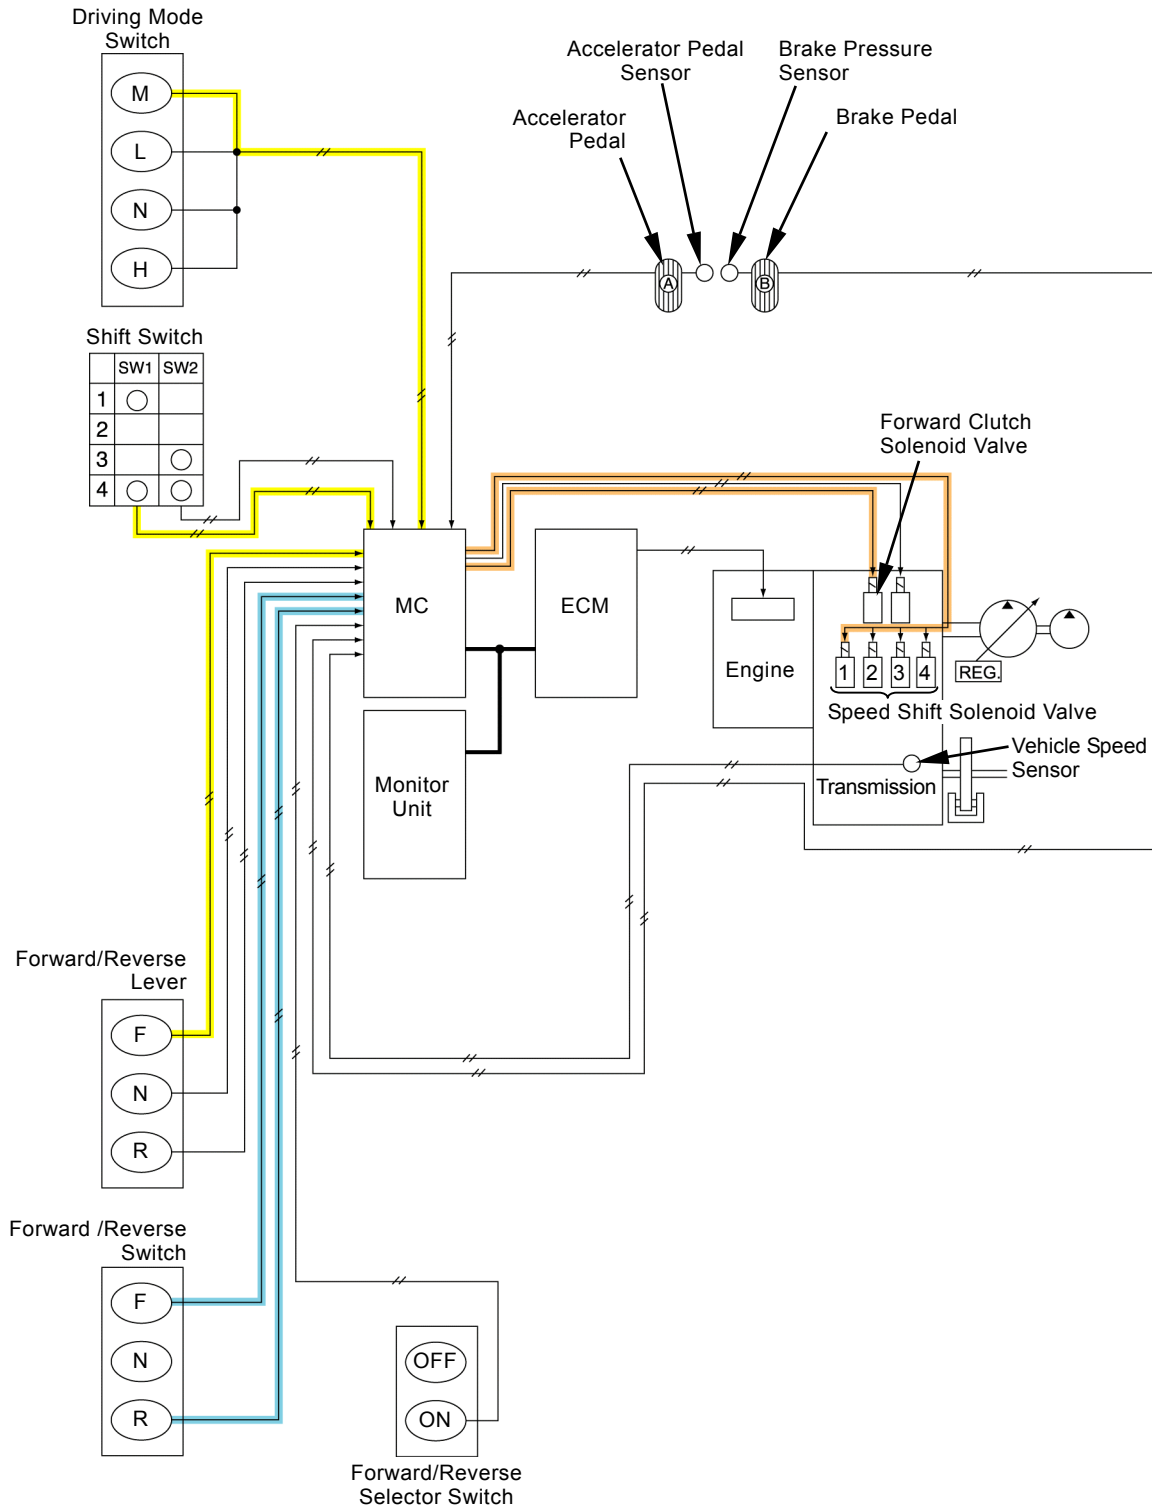 Driving Mode
Switch
M
L
N
H
Accelerator Pedal
Sensor
Brake Pressure
Sensor
Accelerator
Pedal
Brake Pedal
A
B
Shift Switch
SW1 SW2
1
2
3
4
Forward Clutch
Solenoid Valve
MC
ECM
Engine
1 2 3 4
REG.
Speed Shift Solenoid Valve
Vehicle Speed
Sensor
Transmission
Monitor
Unit
Forward/Reverse
Lever
F
N
R
Forward /Reverse
Switch
F
N
R
OFF
ON
Forward/Reverse
Selector Switch